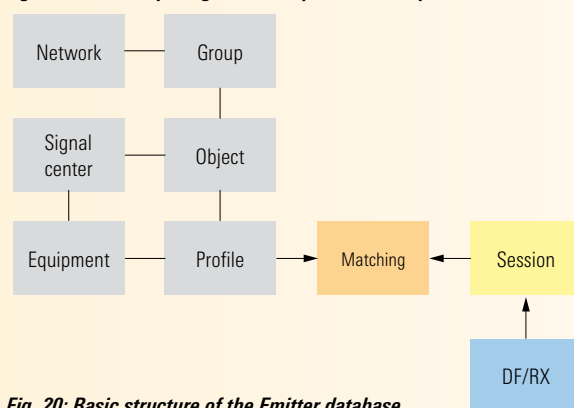 Network
Group
Signal
center
Object
Equipment
Profile
Matching
Session
DF/RX
Fig. 20: Basic structure of the Emitter database